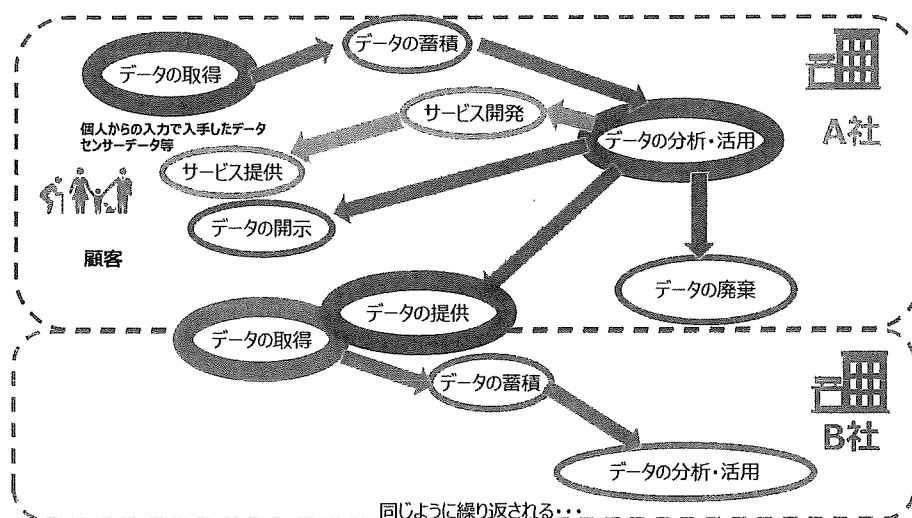 データの蓄積
データの取得
個人からの入力で入手したデータ
センサーデータ等
サービス開発
データの分析・活用
A社
サービス提供
データの開示
顧客
データの廃棄
データの提供
データの取得
データの蓄積
B社
データの分析・活用
同じように繰り返される・・・